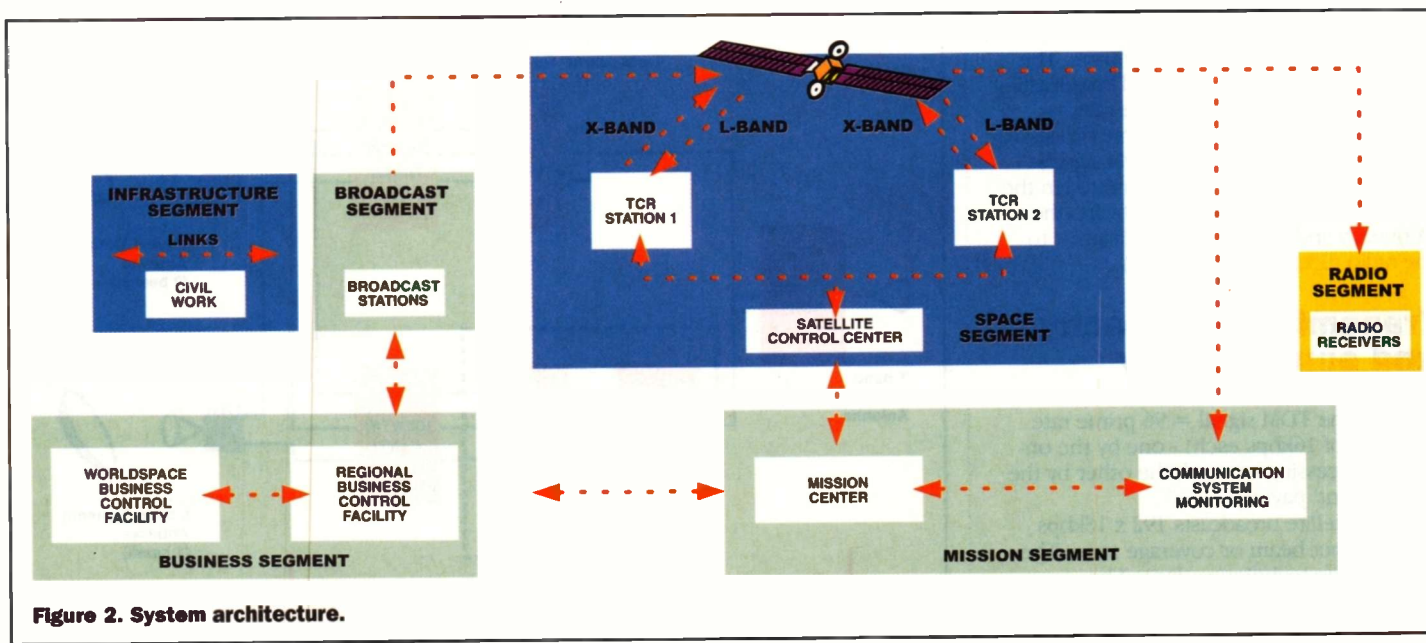 X-BAND
L-BAND
X-BAND
L-BAND
INFRASTRUCTURE
SEGMENT
LINKS
CIVIL
WORK
BROADCAST
SEGMENT
BROADCAST
STATIONS
TCR
STATION 1
TCR
STATION 2
SATELLITE
CONTROL CENTER
SPACE
SEGMENT
RADIO
SEGMENT
RADIO
RECEIVERS
WORLDSPACE
BUSINESS
CONTROL
FACILITY
REGIONAL
BUSINESS
CONTROL
FACILITY
BUSINESS SEGMENT
MISSION
CENTER
COMMUNICATION
SYSTEM
MONITORING
MISSION SEGMENT
Figure 2. System architecture.